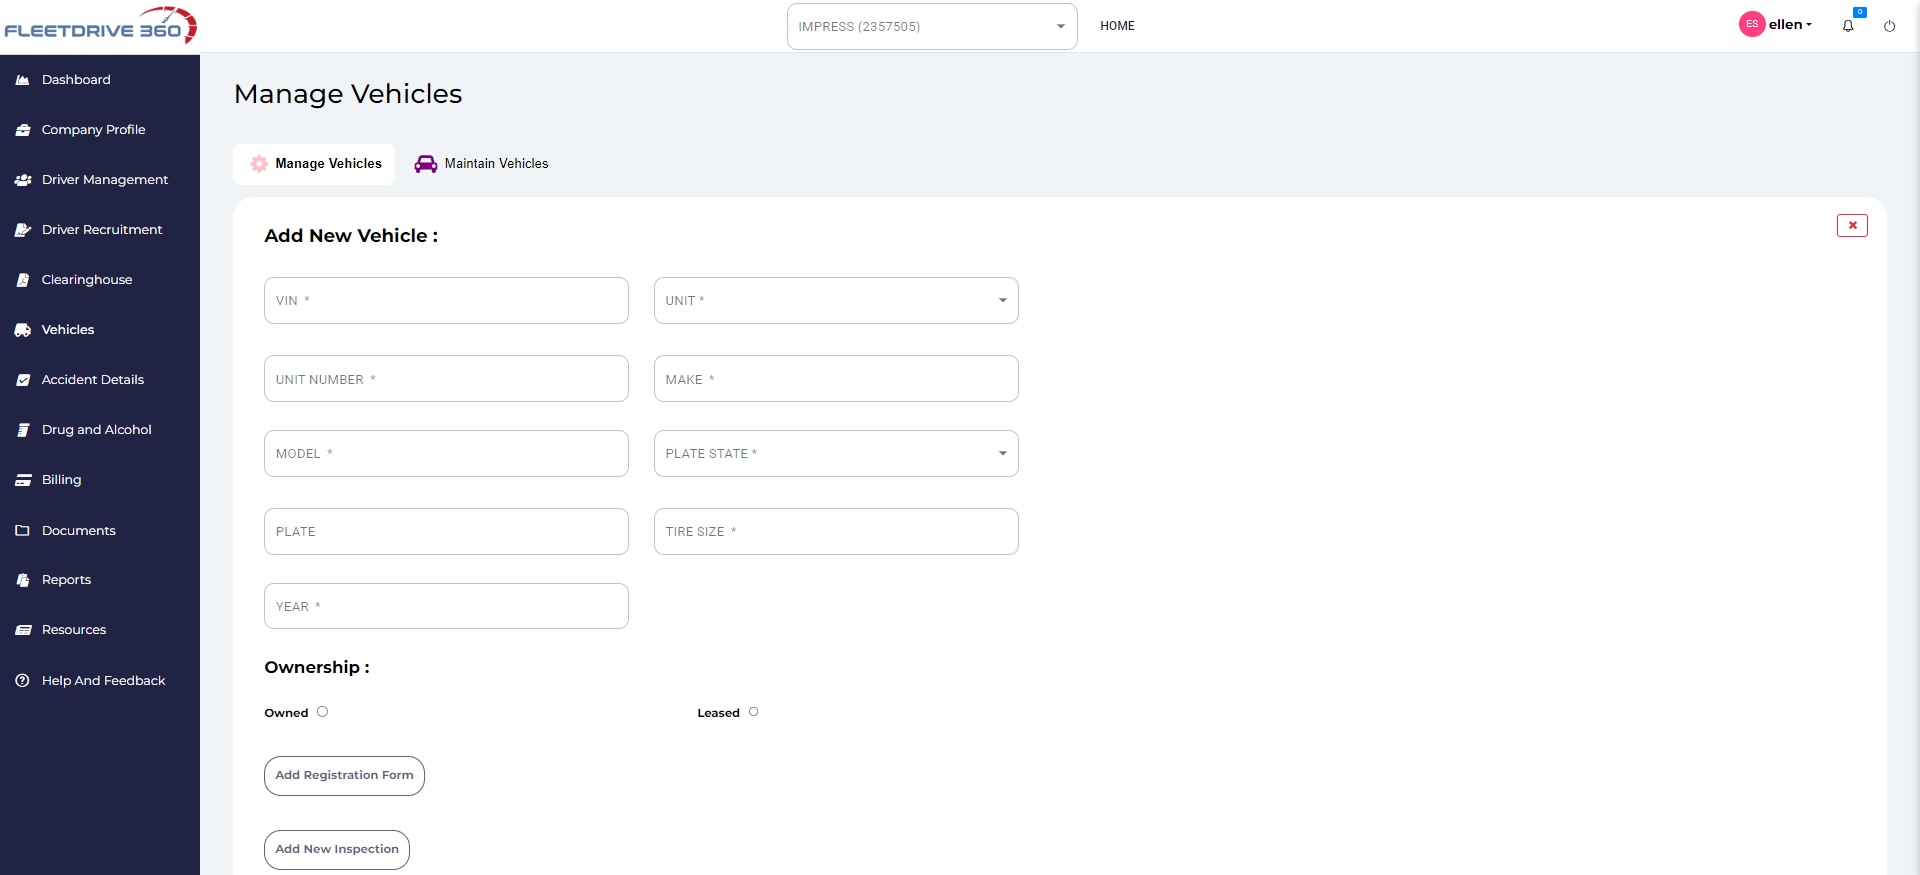 FLEETDRIVE 360
IMPRESS (2357505)
HOME
ES
ellen
0
Dashboard
Company Profile
Driver Management
Driver Recruitment
Clearinghouse
Vehicles
Accident Details
Drug and Alcohol
Billing
Documents
Reports
Resources
Help And Feedback
Manage Vehicles
Manage Vehicles
Maintain Vehicles
Add New Vehicle :
VIN *
UNIT *
UNIT NUMBER *
MAKE *
MODEL *
PLATE STATE *
PLATE
TIRE SIZE *
YEAR *
Ownership :
Owned
Leased
Add Registration Form
Add New Inspection